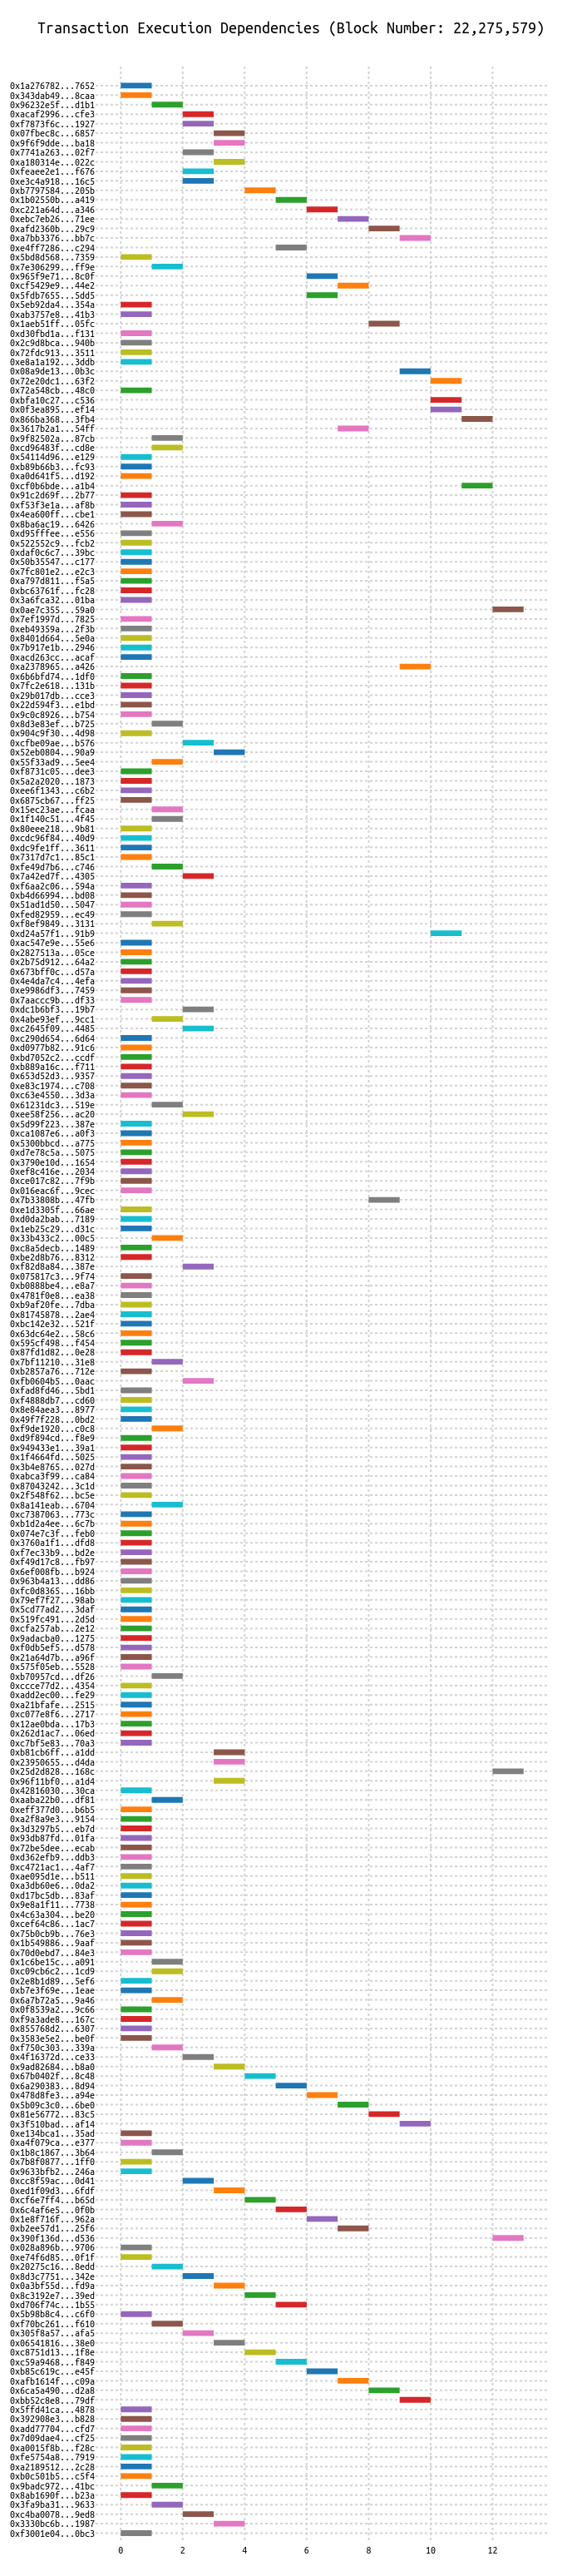 Transaction Execution Dependencies (Block Number: 22,275,579)
0x1a276782...7652
0x343dab49...8caa
0x96232e5f...d1b1
0xacaf2996...cfe3
0xf7873f6c...1927
0x07fbec8c...6857
0x9f6f9dde...ba18
0x7741a263...02f7
0xa180314e...022c
0xfeaee2e1...f676
0xe3c4a918...16c5
0xb7797584...205b
0x1b02550b...a419
0xc221a64d...a346
0xebc7eb26...71ee
0xafd2360b...29c9
0xa7bb3376...bb7c
0xe4ff7286...c294
0x5bd8d568...7359
0x7e306299...ff9e
0x965f9e71...8c0f
0xcf5429e9...44e2
0x5fdb7655...5dd5
0x5eb92da4...354a
0xab3757e8...41b3
0x1aeb51ff...05fc
0xd30fbd1a...f131
0x2c9d8bca...940b
0x72fdc913...3511
0xe8a1a192...3ddb
0x08a9de13...0b3c
0x72e20dc1...63f2
0x72a548cb...48c0
0xbfa10c27...c536
0x0f3ea895...ef14
0x866ba368...3fb4
0x3617b2a1...54ff
0x9f82502a...87cb
0xcd96483f...cd8e
0x54114d96...e129
0xb89b66b3...fc93
0xa0d641f5...d192
0xcf0b6bde...a1b4
0x91c2d69f...2b77
0xf53f3e1a...af8b
0x4ea600ff...cbe1
0x8ba6ac19...6426
0xd95fffee...e556
0x522552c9...fcb2
0xdaf0c6c7...39bc
0x50b35547...c177
0x7fc801e2...e2c3
0xa797d811...f5a5
0xbc63761f...fc28
0x3a6fca32...01ba
0x0ae7c355...59a0
0x7ef1997d...7825
0xeb49359a...2f3b
0x8401d664...5e0a
0x7b917e1b...2946
0xacd263cc...acaf
0xa2378965...a426
0x6b6bfd74...1df0
0x7fc2e618...131b
0x29b017db...cce3
0x22d594f3...e1bd
0x9c0c8926...b754
0x8d3e83ef...b725
0x904c9f30...4d98
0xcfbe09ae...b576
0x52eb0804...90a9
0x55f33ad9...5ee4
0xf8731c05...dee3
0x5a2a2020...1873
0xee6f1343...c6b2
0x6875cb67...ff25
0x15ec23ae...fcaa
0x1f140c51...4f45
0x80eee218...9b81
0xcdc96f84...40d9
0xdc9fe1ff...3611
0x7317d7c1...85c1
0xfe49d7b6...c746
0x7a42ed7f...4305
0xf6aa2c06...594a
0xb4d66994...bd08
0x51ad1d50...5047
0xfed82959...ec49
0xf8ef9849...3131
0xd24a57f1...91b9
0xac547e9e...55e6
0x2827513a...05ce
0x2b75d912...64a2
0x673bff0c...d57a
0x4e4da7c4...4efa
0xe9986df3...7459
0x7aaccc9b...df33
0xdc1b6bf3...19b7
0x4abe93ef...9cc1
0xc2645f09...4485
0xc290d654...6d64
0xd0977b82...91c6
0xbd7052c2...ccdf
0xb889a16c...f711
0x653d52d3...9357
0xe83c1974...c708
0xc63e4550...3d3a
0x61231dc3...519e
0xee58f256...ac20
0x5d99f223...387e
0xca1087e6...a0f3
0x5300bbcd...a775
0xd7e78c5a...5075
0x3790e10d...1654
0xef8c416e...2034
0xce017c82...7f9b
0x016eac6f...9cec
0x7b33808b...47fb
0xe1d3305f...66ae
0xd0da2bab...7189
0x1eb25c29...d31c
0x33b433c2...00c5
0xc8a5decb...1489
0xbe2d8b76...8312
0xf82d8a84...387e
0x075817c3...9f74
0xb0888be4...e8a7
0x4781f0e8...ea38
0xb9af20fe...7dba
0x81745878...2ae4
0xbc142e32...521f
0x63dc64e2...58c6
0x595cf498...f454
0x87fd1d82...0e28
0x7bf11210...31e8
0xb2857a76...712e
0xfb0604b5...0aac
0xfad8fd46...5bd1
0xf4888db7...cd60
0x8e84aea3...8977
0x49f7f228...0bd2
0xf9de1920...c0c8
0xd9f894cd...f8e9
0x949433e1...39a1
0x1f4664fd...5025
0x3b4e8765...027d
0xabca3f99...ca84
0x87043242...3c1d
0x2f548f62...bc5e
0x8a141eab...6704
0xc7387063...773c
0xb1d2a4ee...6c7b
0x074e7c3f...feb0
0x3760a1f1...dfd8
0xf7ec33b9...bd2e
0xf49d17c8...fb97
0x6ef008fb...b924
0x963b4a13...dd86
0xfc0d8365...16bb
0x79ef7f27...98ab
0x5cd77ad2...3daf
0x519fc491...2d5d
0xcfa257ab...2e12
0x9adacba0...1275
0xf0db5ef5...d578
0x21a64d7b...a96f
0x575f05eb...5528
0xb70957cd...df26
0xccce77d2...4354
0xadd2ec00...fe29
0xa21bfafe...2515
0xc077e8f6...2717
0x12ae0bda...17b3
0x262d1ac7...06ed
0xc7bf5e83...70a3
0xb81cb6ff...a1dd
0x23950655...d4da
0x25d2d828...168c
0x96f11bf0...a1d4
0x42816030...30ca
0xaaba22b0...df81
0xeff377d0...b6b5
0xa2f8a9e3...9154
0x3d3297b5...eb7d
0x93db87fd...01fa
0x72be5dee...ecab
0xd362efb9...ddb3
0xc4721ac1...4af7
0xae095d1e...b511
0xa3db60e6...0da2
0xd17bc5db...83af
0x9e8a1f11...7738
0x4c63a304...be20
0xcef64c86...1ac7
0x75b0cb9b...76e3
0x1b549886...9aaf
0x70d0ebd7...84e3
0x1c6be15c...a091
0xc09cb6c2...1cd9
0x2e8b1d89...5ef6
0xb7e3f69e...1eae
0x6a7b72a5...9a46
0x0f8539a2...9c66
0xf9a3ade8...167c
0x855768d2...6307
0x3583e5e2...be0f
0xf750c303...339a
0x4f16372d...ce33
0x9ad82684...b8a0
0x67b0402f...8c48
0x6a290383...8d94
0x478d8fe3...a94e
0x5b09c3c0...6be0
0x81e56772...83c5
0x3f510bad...af14
0xe134bca1...35ad
0xa4f079ca...e377
0x1b8c1867...3b64
0x7b8f0877...1ff0
0x9633bfb2...246a
0xcc8f59ac...0d41
0xed1f09d3...6fdf
0xcf6e7ff4...b65d
0x6c4af6e5...0f0b
0x1e8f716f...962a
0xb2ee57d1...25f6
0x390f136d...d536
0x028a896b...9706
0xe74f6d85...0f1f
0x20275c16...8edd
0x8d3c7751...342e
0x0a3bf55d...fd9a
0x8c3192e7...39ed
0xd706f74c...1b55
0x5b98b8c4...c6f0
0xf70bc261...f610
0x305f8a57...afa5
0x06541816...38e0
0xc8751d13...1f8e
0xc59a9468...f849
0xb85c619c...e45f
0xafb1614f...c09a
0x6ca5a490...d2a8
0xbb52c8e8...79df
0x5ffd41ca...4878
0x392908e3...b828
0xadd77704...cfd7
0x7d09dae4...cf25
0xa0015f8b...f28c
0xfe5754a8...7919
0xa2189512...2c28
0xb0c501b5...c5f4
0x9badc972...41bc
0x8ab1690f...b23a
0x3fa9ba31...9633
0xc4ba0078...9ed8
0x3330bc6b...1987
0xf3001e04...0bc3
0 2 4 6 8 10 12